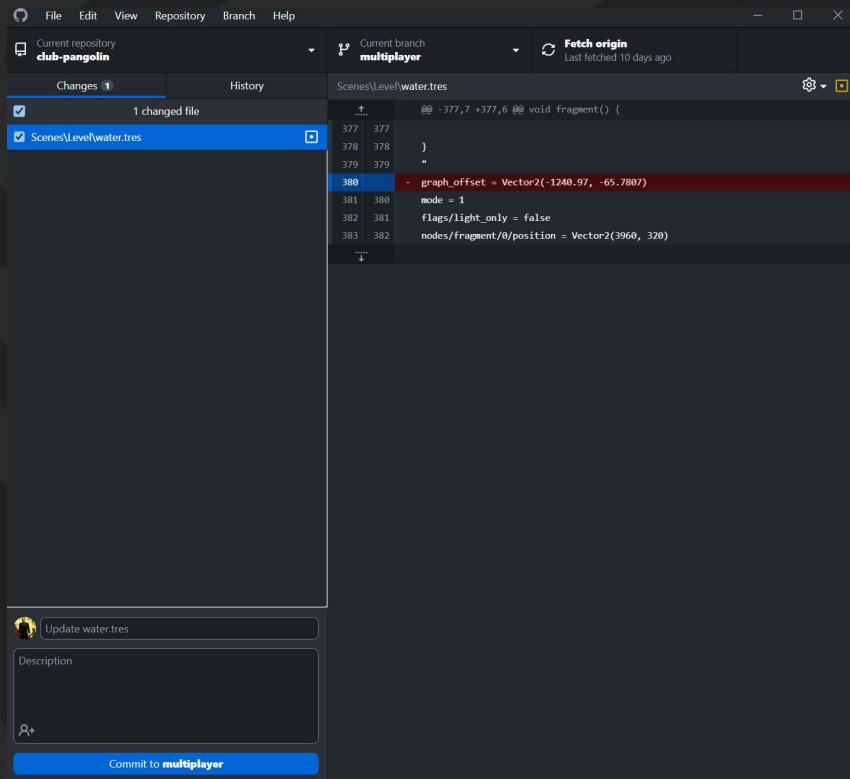 File Edit View Repository Branch Help
Current repository
club-pangolin
Current branch
multiplayer
Fetch origin
Last fetched 10 days ago
Changes 1
History
1 changed file
Scenes\Level\water.tres
Scenes\Level\water.tres
@@ -377,7 +377,6 @@ void fragment() {
377 377
378 378 }
379 379 "
380 - graph_offset = Vector2(-1240.97, -65.7807)
381 380 mode = 1
382 381 flags/light_only = false
383 382 nodes/fragment/0/position = Vector2(3960, 320)
Update water.tres
Description
Commit to multiplayer